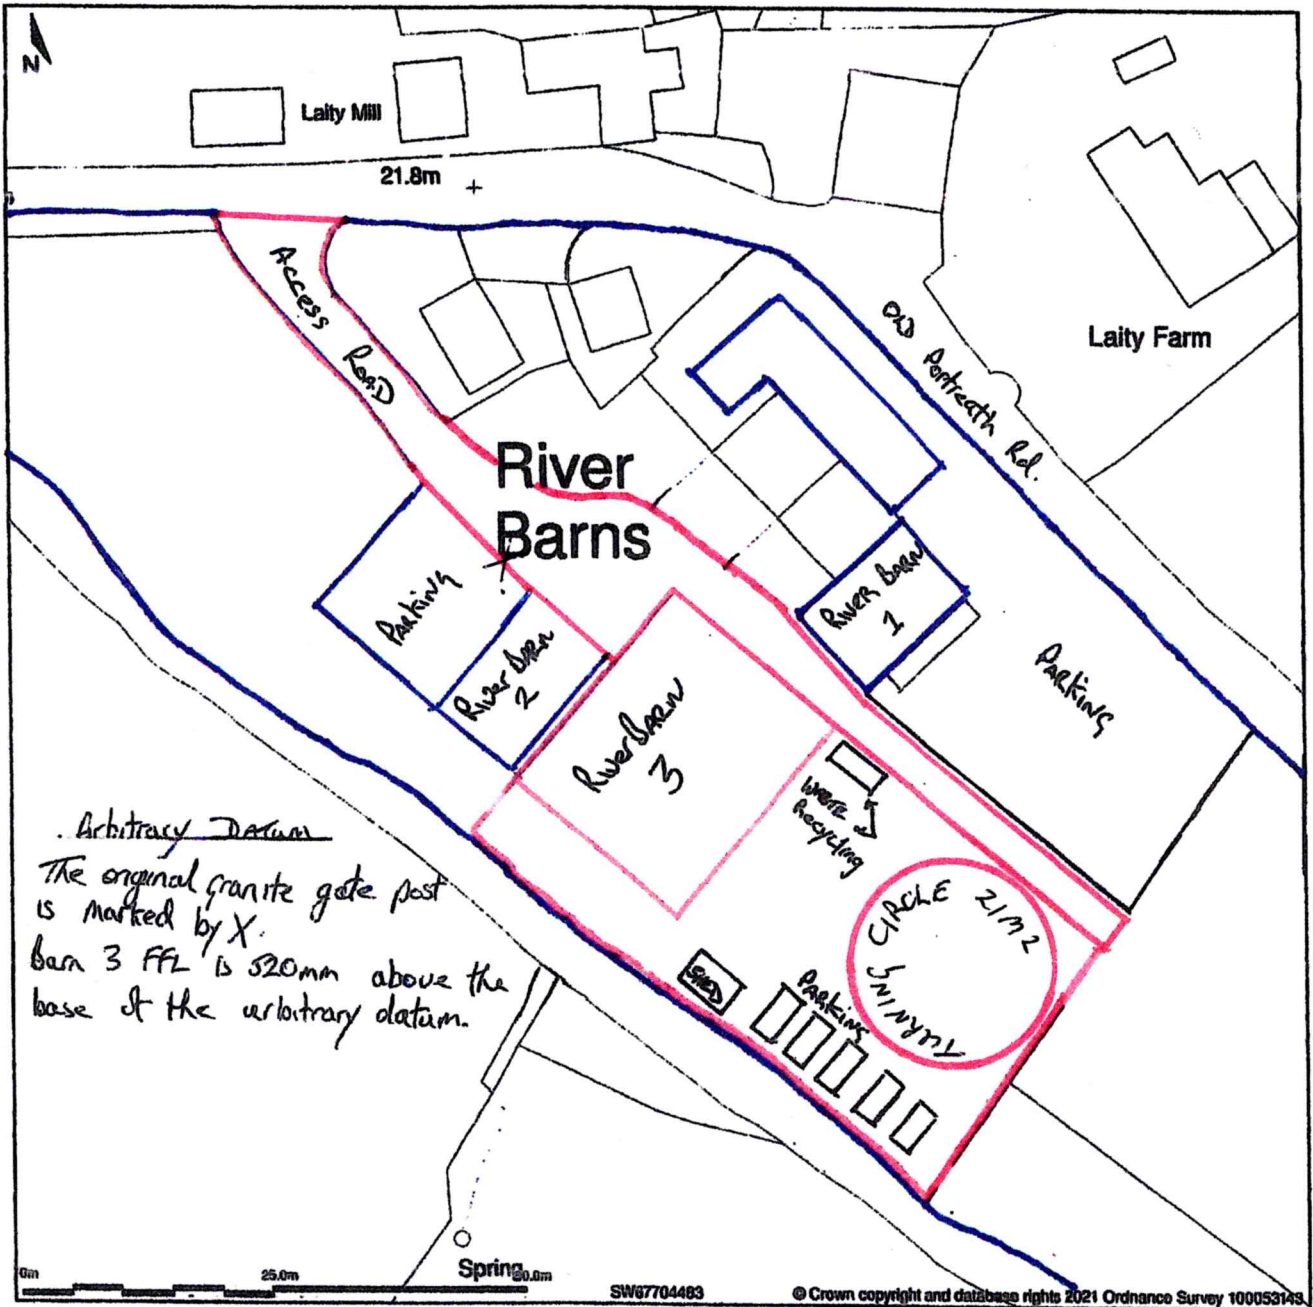 N
Laity Mill
21.8m
Access
Road
Old Portreath Rd.
Laity Farm
River
Barns
Parking
River Barn
2
River Barn
1
Parking
River Barn
3
Waste &
Recycling
. Arbitrary Datum
The original granite gate post
is marked by X.
Barn 3 FFL is 520mm above the
base of the arbitrary datum.
TURNING CIRCLE 21M2
SHED
PARKING
Spring
0m
25.0m
50.0m
SW67704463
© Crown copyright and database rights 2021 Ordnance Survey 100053143